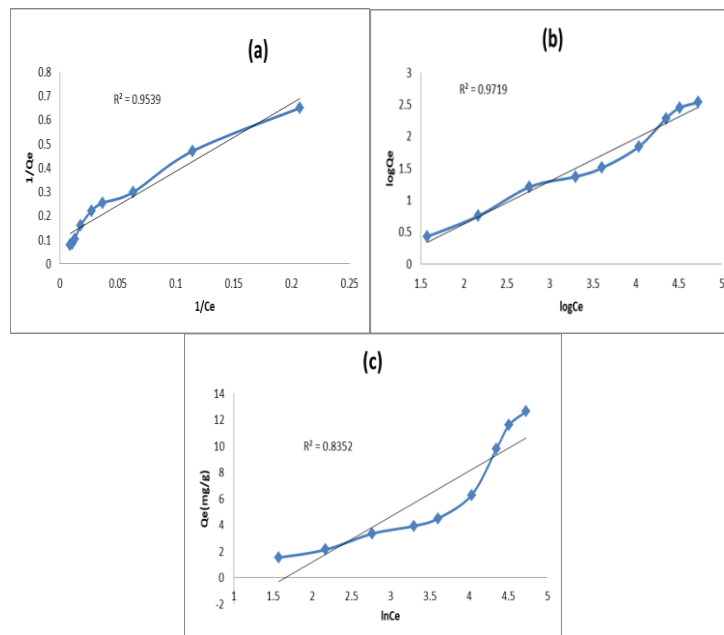 (a)
R² = 0.9539
1/Qe
0.8
0.7
0.6
0.5
0.4
0.3
0.2
0.1
0
0 0.05 0.1 0.15 0.2 0.25
1/Ce
(b)
R² = 0.9719
logQe
3
2.5
2
1.5
1
0.5
0
1.5 2 2.5 3 3.5 4 4.5 5
logCe
(c)
R² = 0.8352
Qe(mg/g)
14
12
10
8
6
4
2
0
-2
1 1.5 2 2.5 3 3.5 4 4.5 5
lnCe